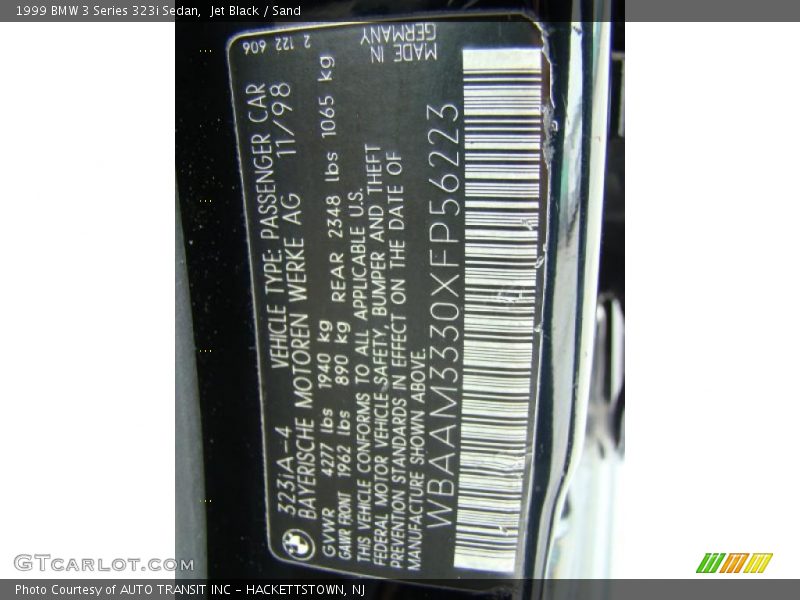 1999 BMW 3 Series 323i Sedan,  Jet Black / Sand
323iA-4 VEHICLE TYPE: PASSENGER CAR
BAYERISCHE MOTOREN WERKE AG 11/98
GVWR 4277 lbs 1940 kg
GAWR FRONT 1962 lbs 890 kg REAR 2348 lbs 1065 kg
THIS VEHICLE CONFORMS TO ALL APPLICABLE U.S.
FEDERAL MOTOR VEHICLE SAFETY, BUMPER AND THEFT
PREVENTION STANDARDS IN EFFECT ON THE DATE OF
MANUFACTURE SHOWN ABOVE.
WBAAM3330XFP56223
2 122 606
MADE IN
GERMANY
GTCARLOT.COM
Photo Courtesy of AUTO TRANSIT INC - HACKETTSTOWN, NJ